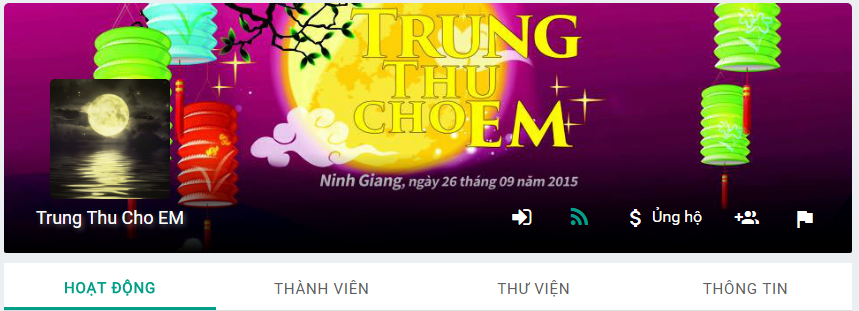 TRUNG
THU
CHO EM
Ninh Giang, ngày 26 tháng 09 năm 2015
Trung Thu Cho EM
$ Ủng hộ
HOẠT ĐỘNG THÀNH VIÊN THƯ VIỆN THÔNG TIN